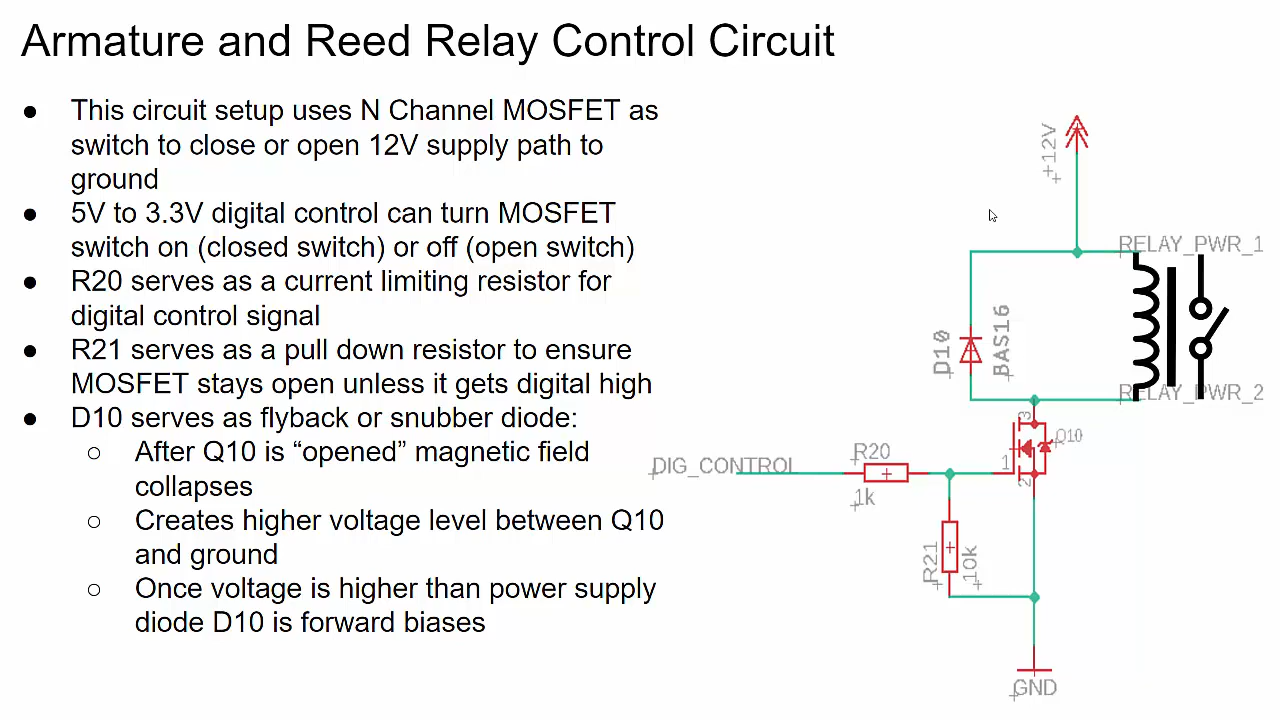 Armature and Reed Relay Control Circuit
● This circuit setup uses N Channel MOSFET as
switch to close or open 12V supply path to
ground
● 5V to 3.3V digital control can turn MOSFET
switch on (closed switch) or off (open switch)
● R20 serves as a current limiting resistor for
digital control signal
● R21 serves as a pull down resistor to ensure
MOSFET stays open unless it gets digital high
● D10 serves as flyback or snubber diode:
○ After Q10 is “opened” magnetic field
collapses
○ Creates higher voltage level between Q10
and ground
○ Once voltage is higher than power supply
diode D10 is forward biases
+12V
RELAY_PWR_1
D10
BAS16
RELAY_PWR_2
3
Q10
1
2
DIG_CONTROL
R20
1k
R21
10k
GND